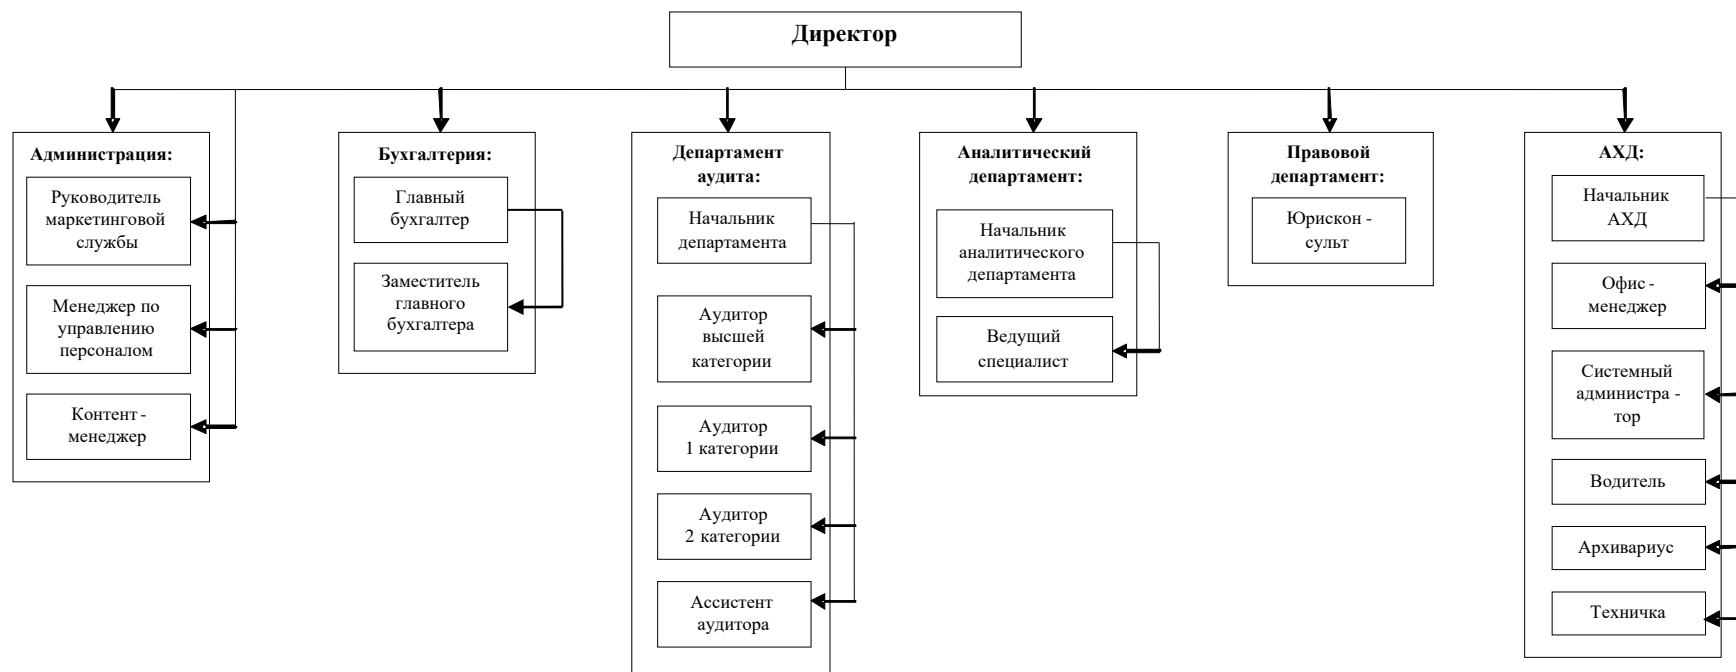 Директор
Администрация:
Руководитель
маркетинговой
службы
Менеджер по
управлению
персоналом
Контент -
менеджер
Бухгалтерия:
Главный
бухгалтер
Заместитель
главного
бухгалтера
Департамент
аудита:
Начальник
департамента
Аудитор
высшей
категории
Аудитор
1 категории
Аудитор
2 категории
Ассистент
аудитора
Аналитический
департамент:
Начальник
аналитического
департамента
Ведущий
специалист
Правовой
департамент:
Юрискон -
сульт
АХД:
Начальник
АХД
Офис -
менеджер
Системный
администра -
тор
Водитель
Архивариус
Техничка